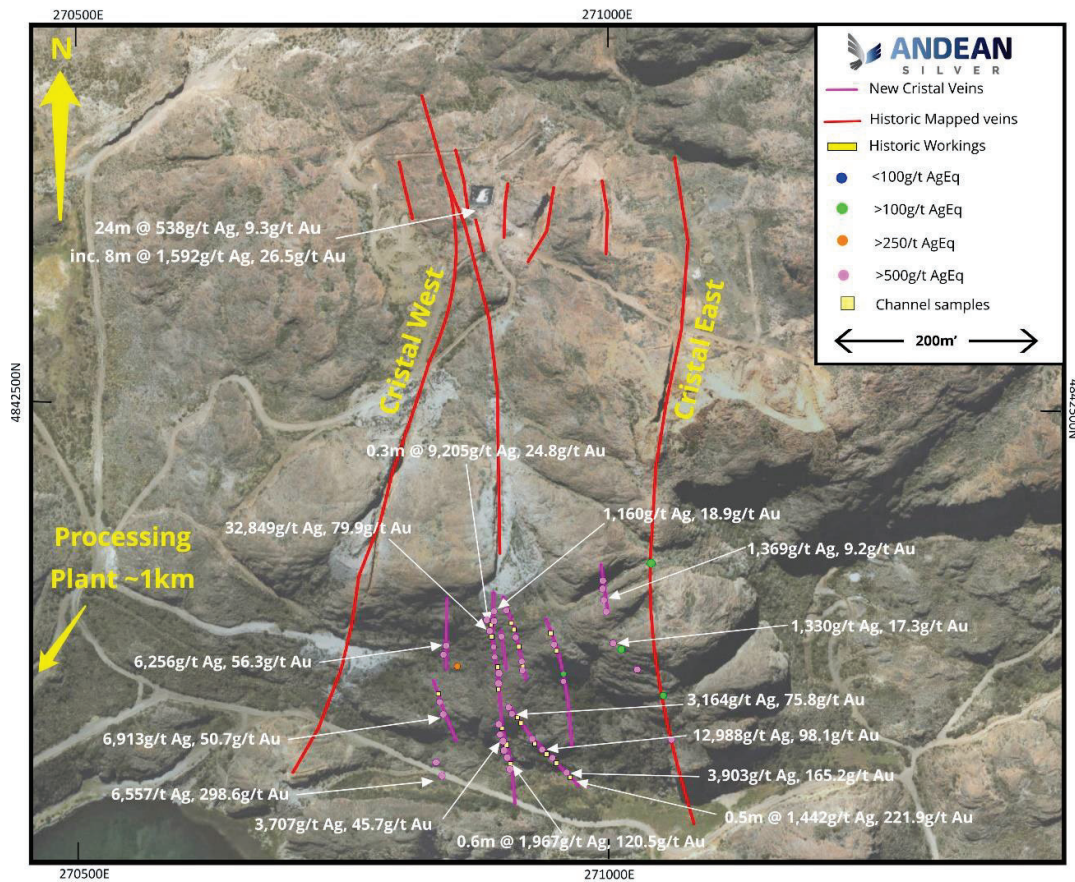 270500E
271000E
N
ANDEAN
SILVER
New Cristal Veins
Historic Mapped veins
Historic Workings
<100g/t AgEq
>100g/t AgEq
>250/t AgEq
>500g/t AgEq
Channel samples
200m'
24m @ 538g/t Ag, 9.3g/t Au
inc. 8m @ 1,592g/t Ag, 26.5g/t Au
Cristal West
Cristal East
4842500N
4842500N
0.3m @ 9,205g/t Ag, 24.8g/t Au
32,849g/t Ag, 79.9g/t Au
1,160g/t Ag, 18.9g/t Au
Processing
Plant ~1km
1,369g/t Ag, 9.2g/t Au
1,330g/t Ag, 17.3g/t Au
6,256g/t Ag, 56.3g/t Au
3,164g/t Ag, 75.8g/t Au
6,913g/t Ag, 50.7g/t Au
12,988g/t Ag, 98.1g/t Au
3,903g/t Ag, 165.2g/t Au
6,557/t Ag, 298.6g/t Au
0.5m @ 1,442g/t Ag, 221.9g/t Au
3,707g/t Ag, 45.7g/t Au
0.6m @ 1,967g/t Ag, 120.5g/t Au
270500E
271000E